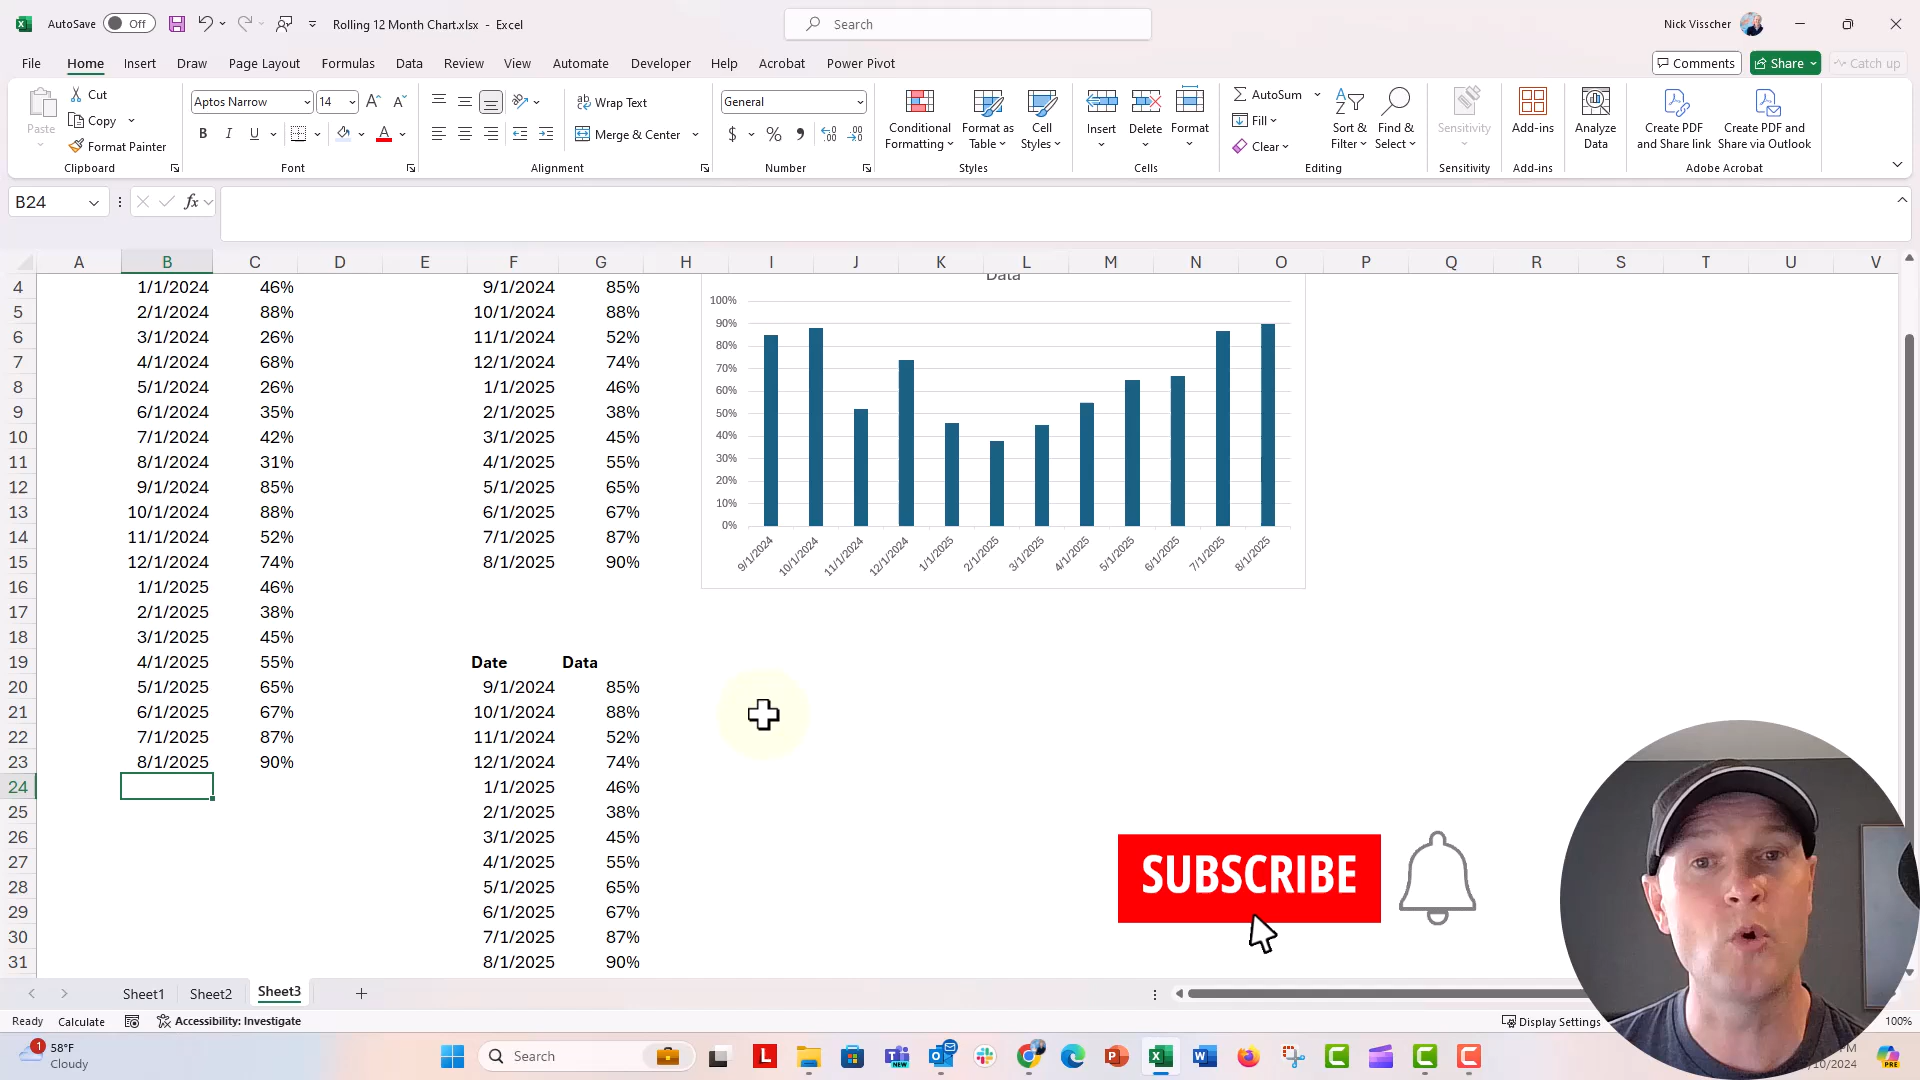 AutoSave Off Rolling 12 Month Chart.xlsx - Excel Search Nick Visscher
File Home Insert Draw Page Layout Formulas Data Review View Automate Developer Help Acrobat Power Pivot Comments Share Catch up
Paste Cut Copy Format Painter Clipboard
Aptos Narrow 14 B I U A Font
Wrap Text Merge & Center Alignment
General $ % Number
Conditional Formatting Format as Table Cell Styles Styles
Insert Delete Format Cells
AutoSum Fill Clear Sort & Filter Find & Select Editing
Sensitivity Sensitivity
Add-ins Add-ins
Analyze Data
Create PDF and Share link Create PDF and Share via Outlook Adobe Acrobat
B24 fx
A B C D E F G H I J K L M N O P Q R S T U V
4 1/1/2024 46% 9/1/2024 85%
5 2/1/2024 88% 10/1/2024 88%
6 3/1/2024 26% 11/1/2024 52%
7 4/1/2024 68% 12/1/2024 74%
8 5/1/2024 26% 1/1/2025 46%
9 6/1/2024 35% 2/1/2025 38%
10 7/1/2024 42% 3/1/2025 45%
11 8/1/2024 31% 4/1/2025 55%
12 9/1/2024 85% 5/1/2025 65%
13 10/1/2024 88% 6/1/2025 67%
14 11/1/2024 52% 7/1/2025 87%
15 12/1/2024 74% 8/1/2025 90%
16 1/1/2025 46%
17 2/1/2025 38%
18 3/1/2025 45%
19 4/1/2025 55% Date Data
20 5/1/2025 65% 9/1/2024 85%
21 6/1/2025 67% 10/1/2024 88%
22 7/1/2025 87% 11/1/2024 52%
23 8/1/2025 90% 12/1/2024 74%
24 1/1/2025 46%
25 2/1/2025 38%
26 3/1/2025 45%
27 4/1/2025 55%
28 5/1/2025 65%
29 6/1/2025 67%
30 7/1/2025 87%
31 8/1/2025 90%
Data
100%
90%
80%
70%
60%
50%
40%
30%
20%
10%
0%
9/1/2024 10/1/2024 11/1/2024 12/1/2024 1/1/2025 2/1/2025 3/1/2025 4/1/2025 5/1/2025 6/1/2025 7/1/2025 8/1/2025
SUBSCRIBE
Sheet1 Sheet2 Sheet3
Ready Calculate Accessibility: Investigate Display Settings 100%
1 58°F
Cloudy
Search